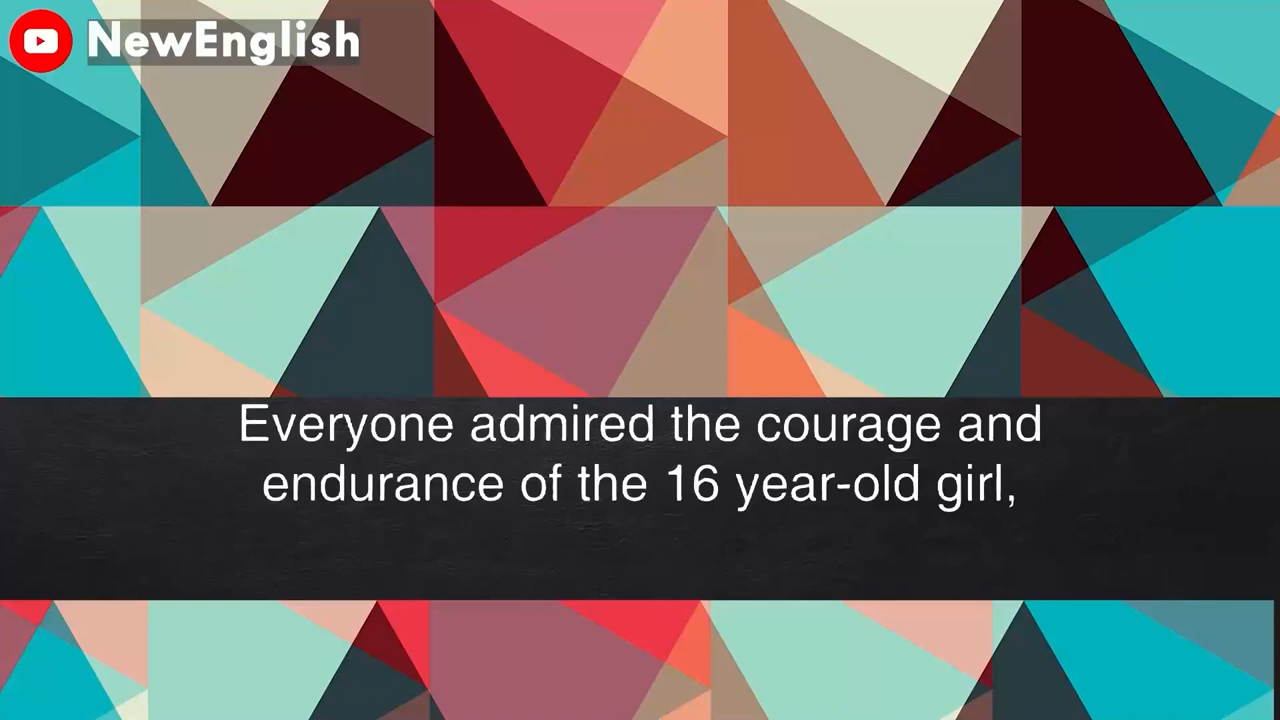 NewEnglish
Everyone admired the courage and
endurance of the 16 year-old girl,